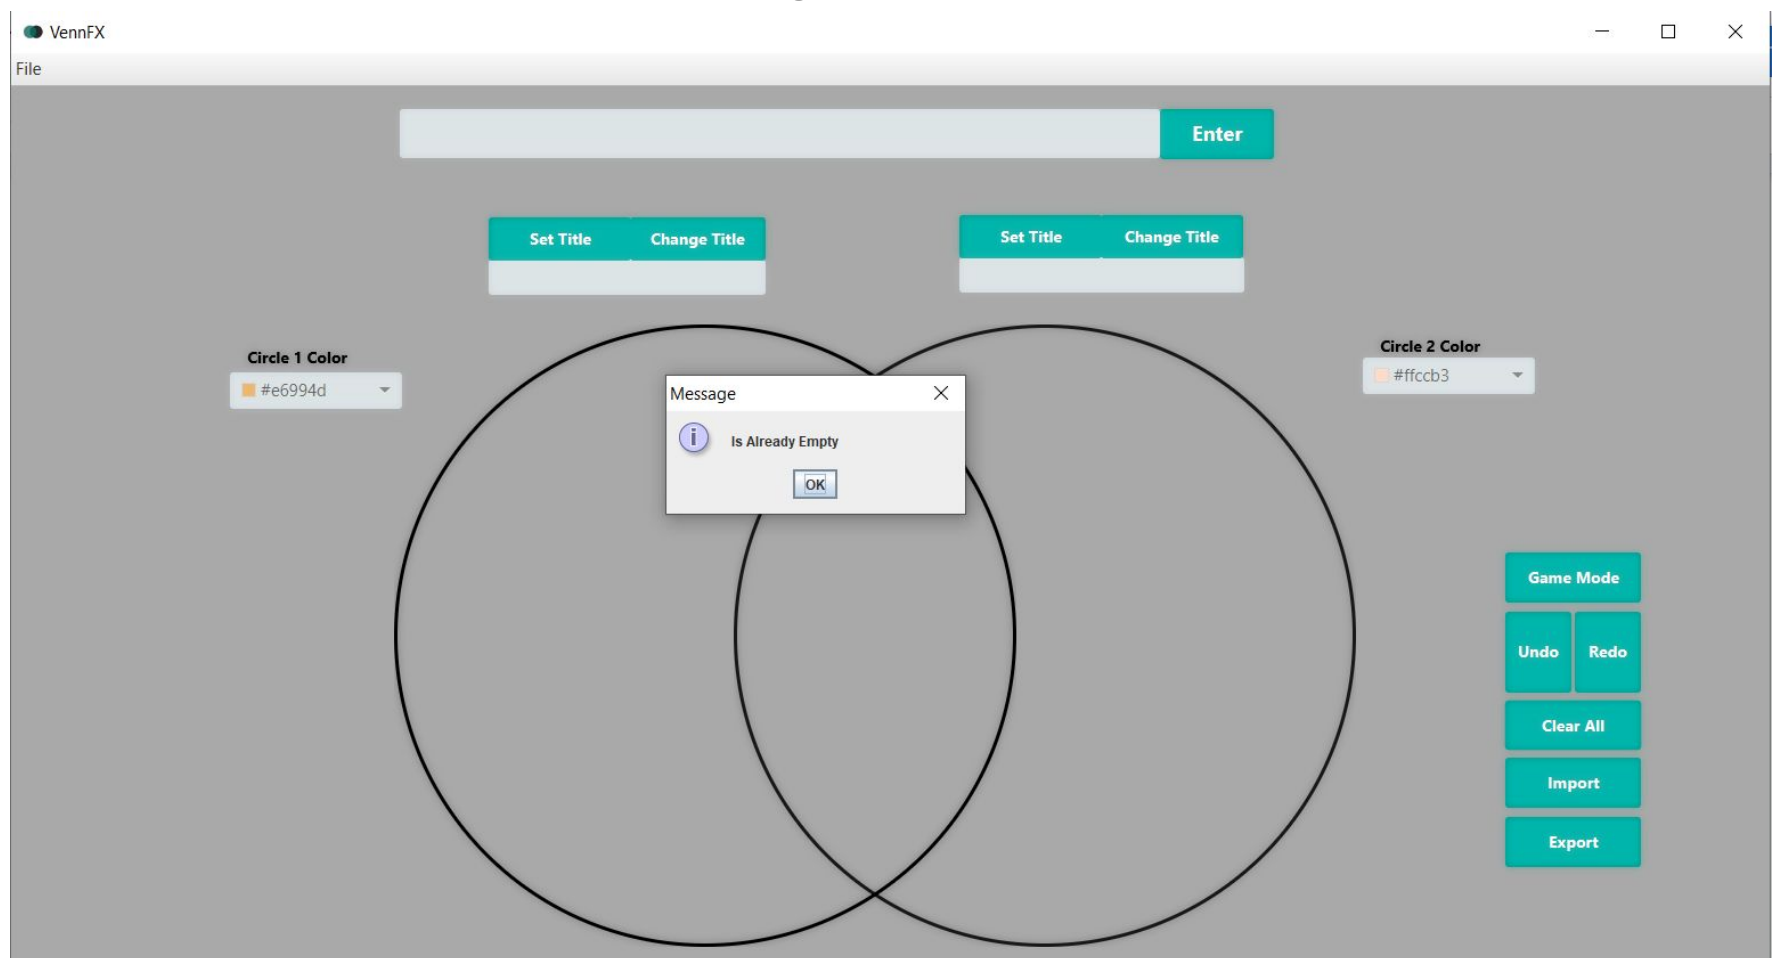 VennFX
File
Enter
Set Title Change Title
Set Title Change Title
Circle 1 Color
#e6994d
Circle 2 Color
#ffccb3
Message
Is Already Empty
OK
Game Mode
Undo Redo
Clear All
Import
Export